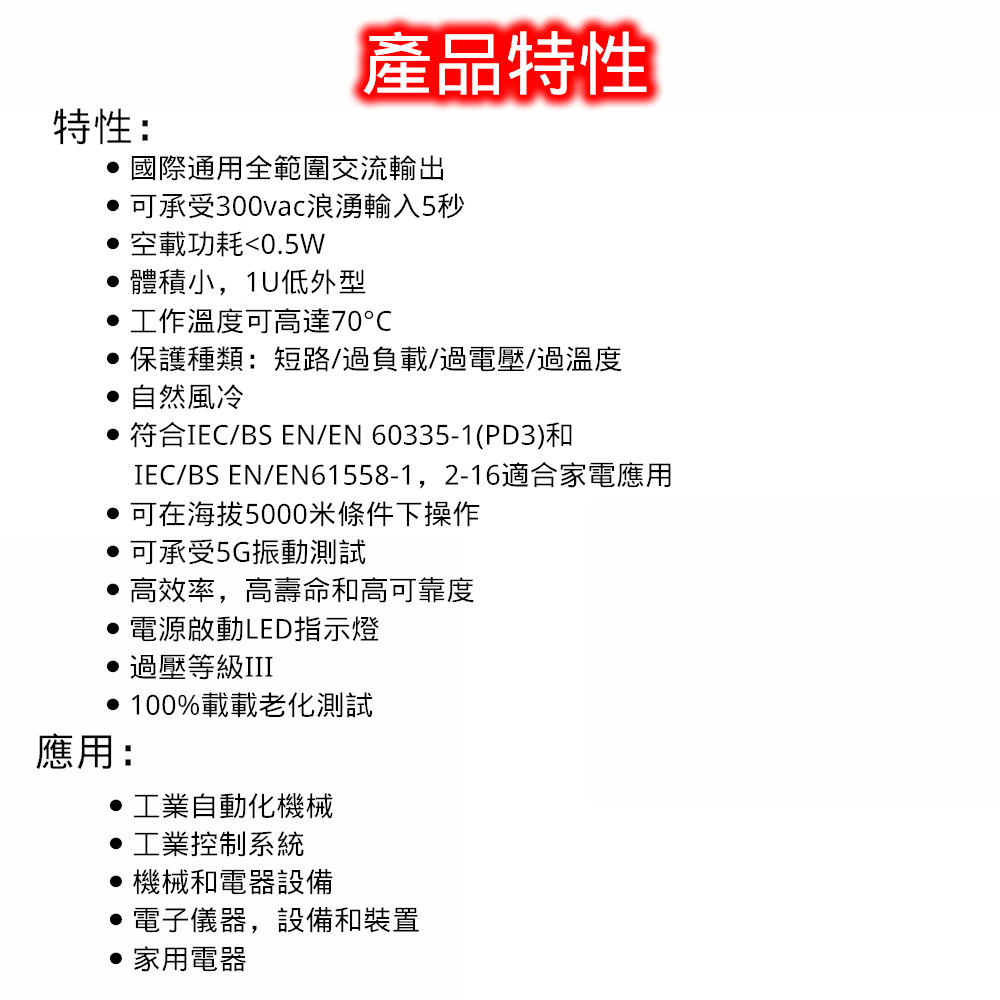 產品特性
特性：
• 國際通用全範圍交流輸出
• 可承受300vac浪湧輸入5秒
• 空載功耗<0.5W
• 體積小，1U低外型
• 工作溫度可高達70°C
• 保護種類：短路/過負載/過電壓/過溫度
• 自然風冷
• 符合IEC/BS EN/EN 60335-1(PD3)和
IEC/BS EN/EN61558-1，2-16適合家電應用
• 可在海拔5000米條件下操作
• 可承受5G振動測試
• 高效率，高壽命和高可靠度
• 電源啟動LED指示燈
• 過壓等級III
• 100%載載老化測試
應用：
• 工業自動化機械
• 工業控制系統
• 機械和電器設備
• 電子儀器，設備和裝置
• 家用電器